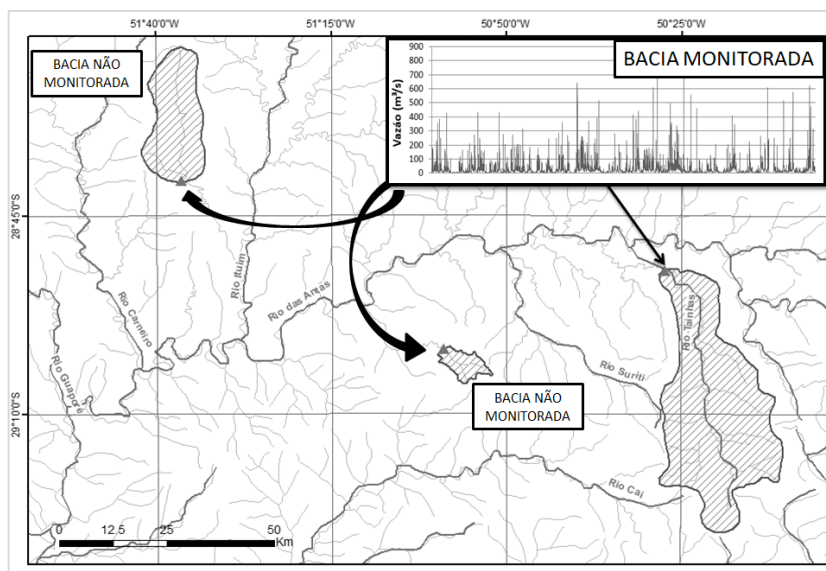 51°40'0"W
51°15'0"W
50°50'0"W
50°25'0"W
BACIA NÃO
MONITORADA
BACIA MONITORADA
Vazão (m³/s)
900
800
700
600
500
400
300
200
100
0
28°45'0"S
29°10'0"S
Rio Carneiro
Rio Ituim
Rio das Antas
Rio Guaporé
Rio Tainhas
Rio Suriti
Rio Caí
BACIA NÃO
MONITORADA
0 12.5 25 50
Km